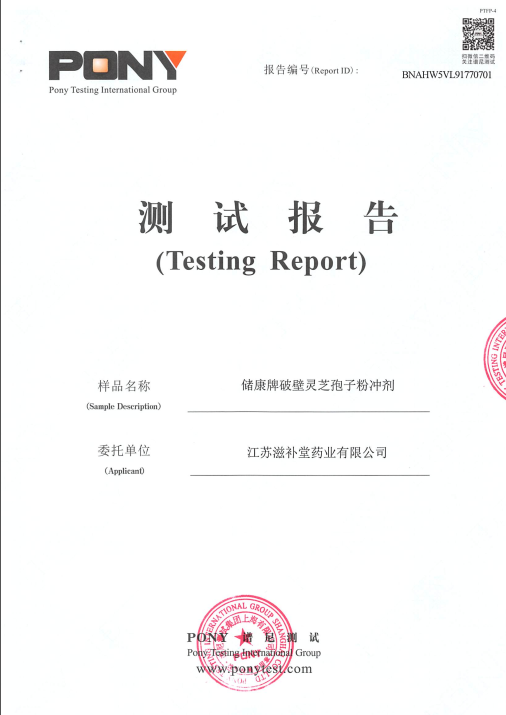 PTFP-4
扫微信二维码
关注谱尼测试
PONY
Pony Testing International Group
报告编号(Report ID):
BNAHW5VL91770701
测试报告
(Testing Report)
样品名称
储康牌破壁灵芝孢子粉冲剂
(Sample Description)
委托单位
江苏滋补堂药业有限公司
(Applicant)
PONY 谱尼测试
Pony Testing International Group
www.ponytest.com